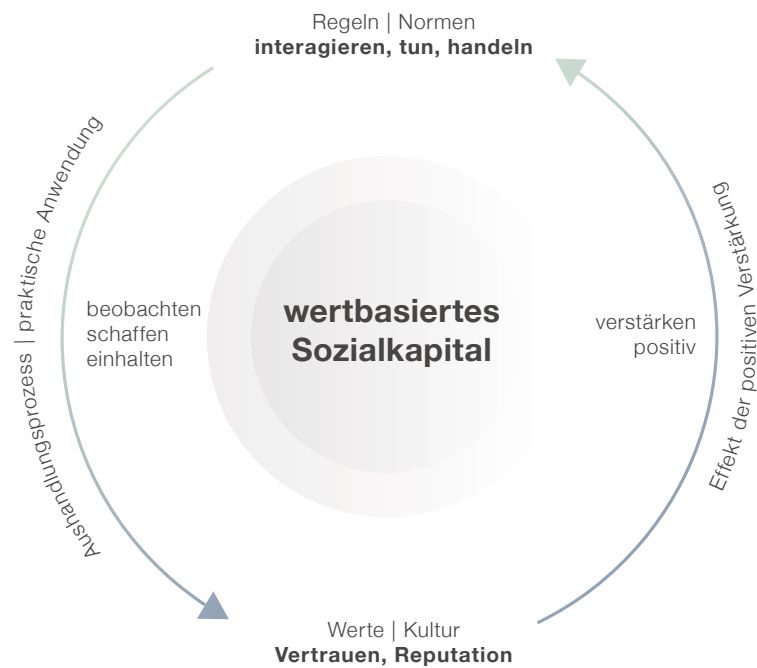 Regeln | Normen
interagieren, tun, handeln
Aushandlungsprozess | praktische Anwendung
beobachten
schaffen
einhalten
wertbasiertes
Sozialkapital
verstärken
positiv
Effekt der positiven Verstärkung
Werte | Kultur
Vertrauen, Reputation